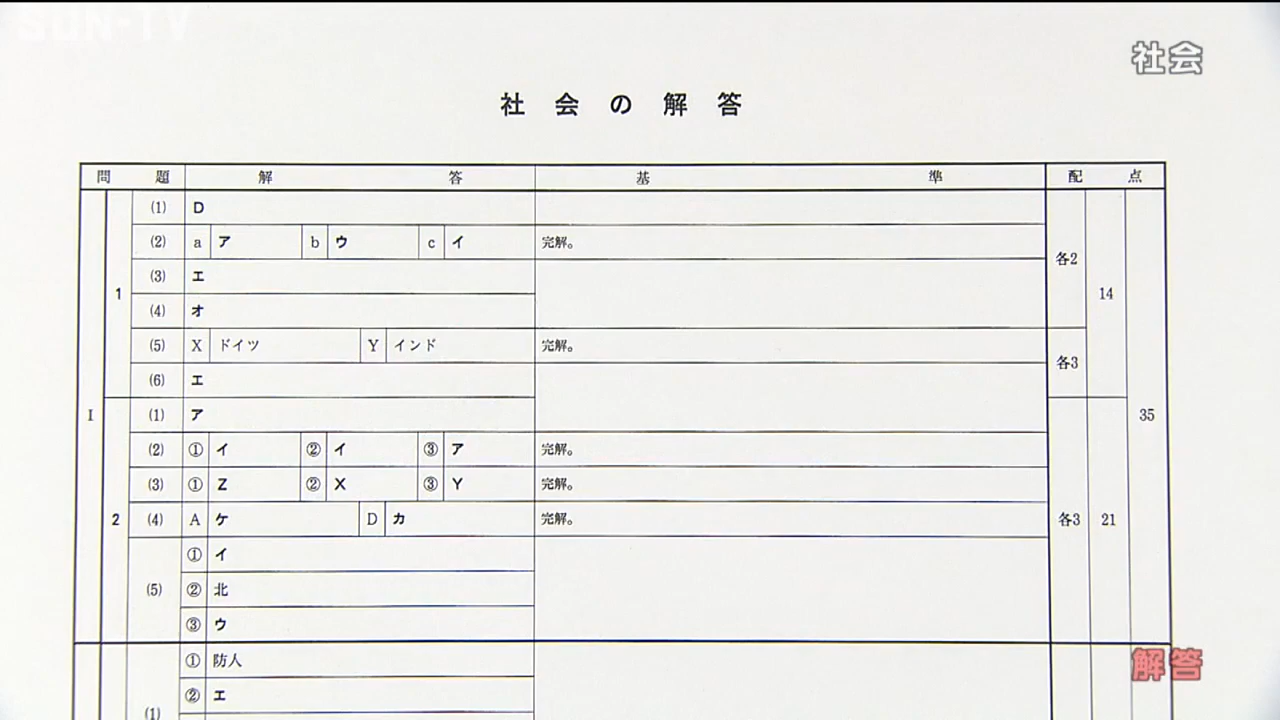 SUN-TV
社会
社会の解答
問題 解答 基準 配点
I 1 (1) D 各2 14 35
(2) a ア b ウ c イ 完解。
(3) エ
(4) オ
(5) X ドイツ Y インド 完解。 各3
(6) エ
2 (1) ア 各3 21
(2) ① イ ② イ ③ ア 完解。
(3) ① Z ② X ③ Y 完解。
(4) A ケ D カ 完解。
(5) ① イ
② 北
③ ウ
(1) ① 防人
② エ
解答